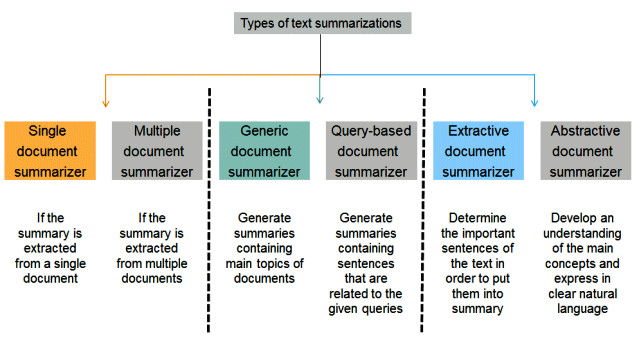 Types of text summarizations
Single
document
summarizer
Multiple
document
summarizer
Generic
document
summarizer
Query-based
document
summarizer
Extractive
document
summarizer
Abstractive
document
summarizer
If the
summary is
extracted
from a single
document
If the
summary is
extracted
from multiple
documents
Generate
summaries
containing
main topics of
documents
Generate
summaries
containing
sentences
that are
related to the
given queries
Determine
the important
sentences of
the text in
order to put
them into
summary
Develop an
understanding
of the main
concepts and
express in
clear natural
language